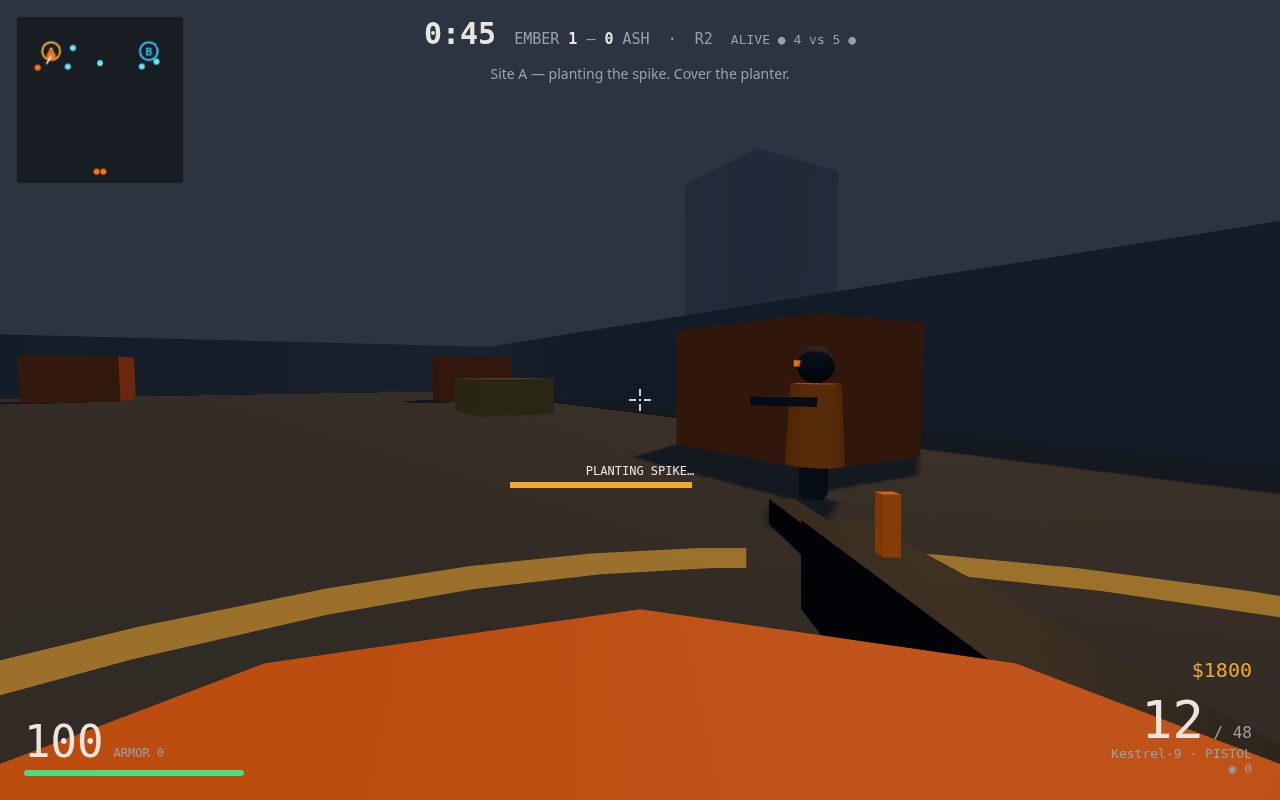 A B
0:45 EMBER 1 — 0 ASH · R2 ALIVE ● 4 vs 5 ●
Site A — planting the spike. Cover the planter.
PLANTING SPIKE…
$1800
100 ARMOR 0
12 / 48
Kestrel-9 · PISTOL
◉ 0